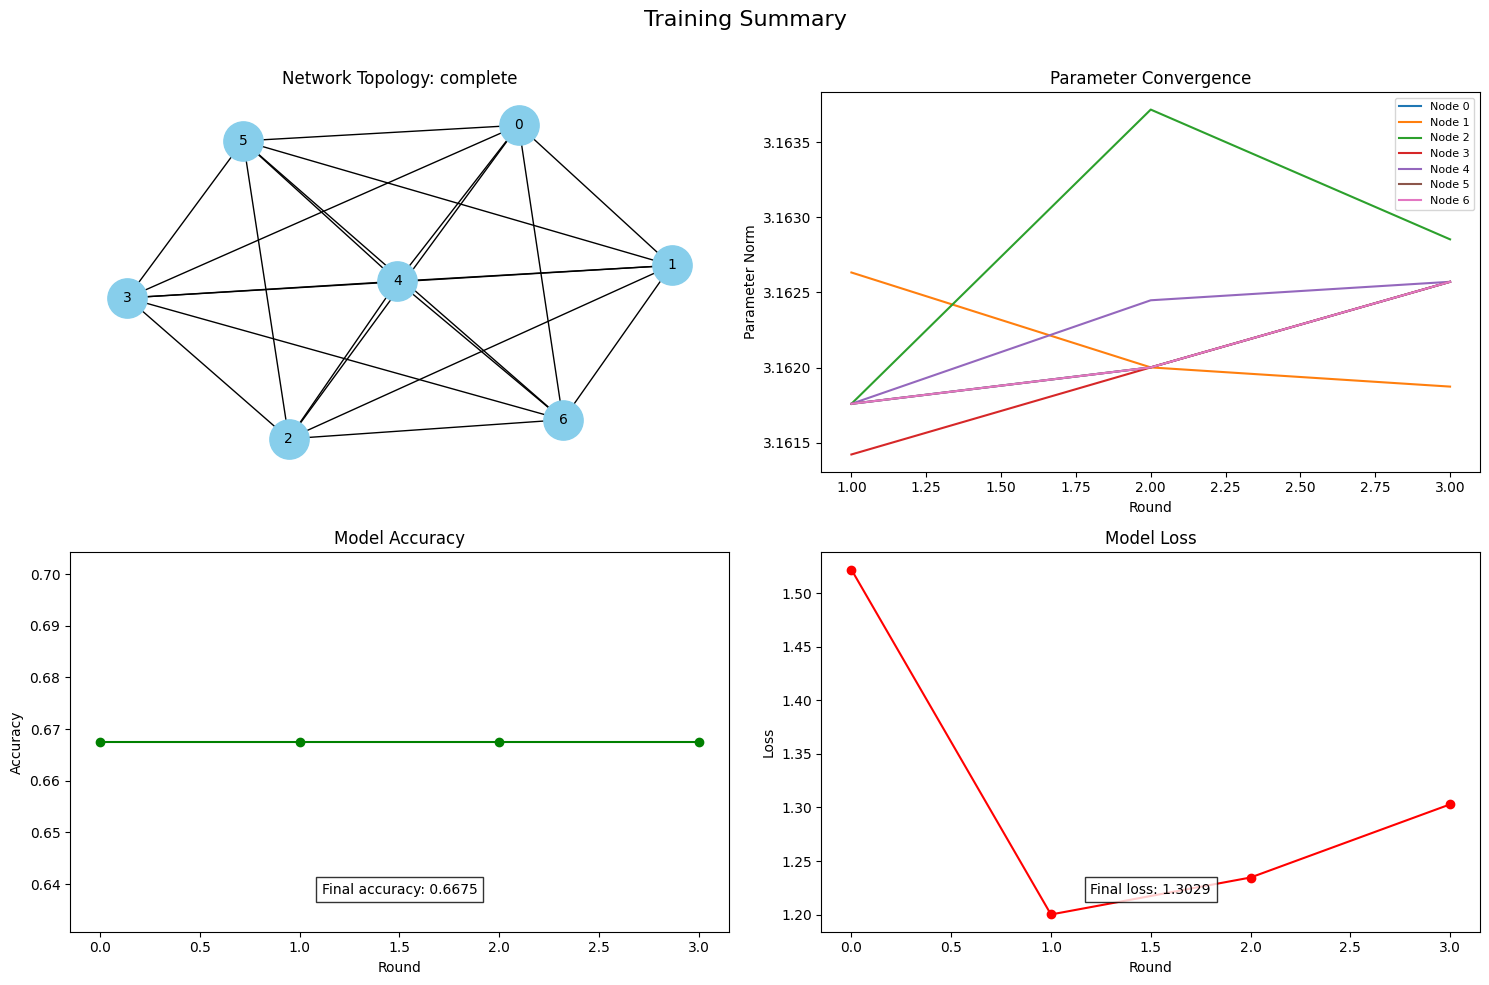 Training Summary
Network Topology: complete
0
5
1
4
3
6
2
Parameter Convergence
Parameter Norm
3.1635
3.1630
3.1625
3.1620
3.1615
Node 0
Node 1
Node 2
Node 3
Node 4
Node 5
Node 6
1.00 1.25 1.50 1.75 2.00 2.25 2.50 2.75 3.00
Round
Model Accuracy
Accuracy
0.70
0.69
0.68
0.67
0.66
0.65
0.64
Final accuracy: 0.6675
0.0 0.5 1.0 1.5 2.0 2.5 3.0
Round
Model Loss
Loss
1.50
1.45
1.40
1.35
1.30
1.25
1.20
Final loss: 1.3029
0.0 0.5 1.0 1.5 2.0 2.5 3.0
Round